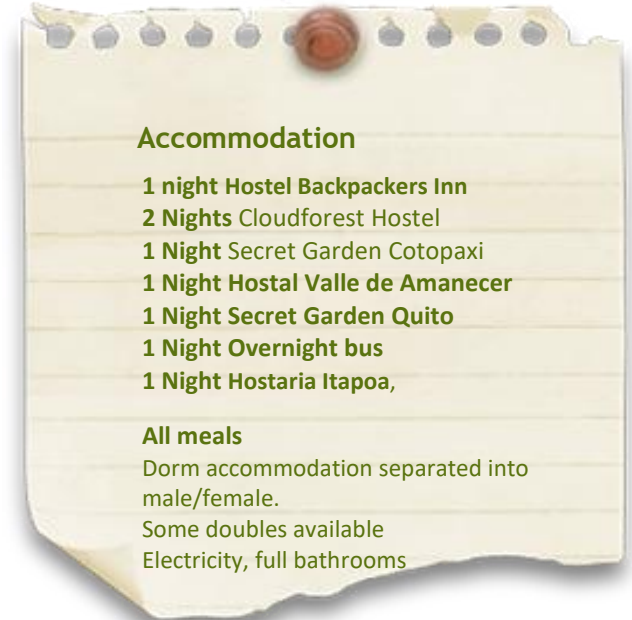 Accommodation
1 night Hostel Backpackers Inn
2 Nights Cloudforest Hostel
1 Night Secret Garden Cotopaxi
1 Night Hostal Valle de Amanecer
1 Night Secret Garden Quito
1 Night Overnight bus
1 Night Hostaria Itapoa,
All meals
Dorm accommodation separated into
male/female.
Some doubles available
Electricity, full bathrooms